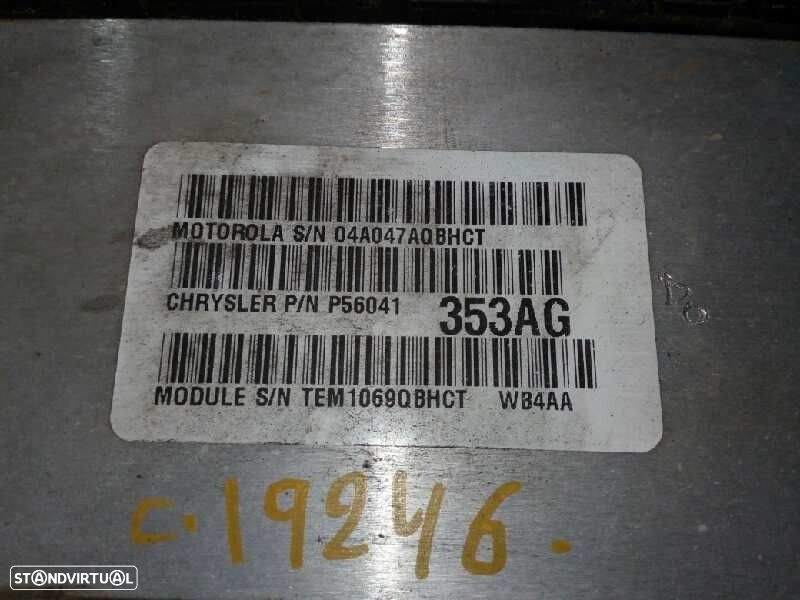 MOTOROLA S/N 04A047AQBHCT
CHRYSLER P/N P56041 353AG
MODULE S/N TEM1069QBHCT WB4AA
C.19246.
STANDVIRTUAL